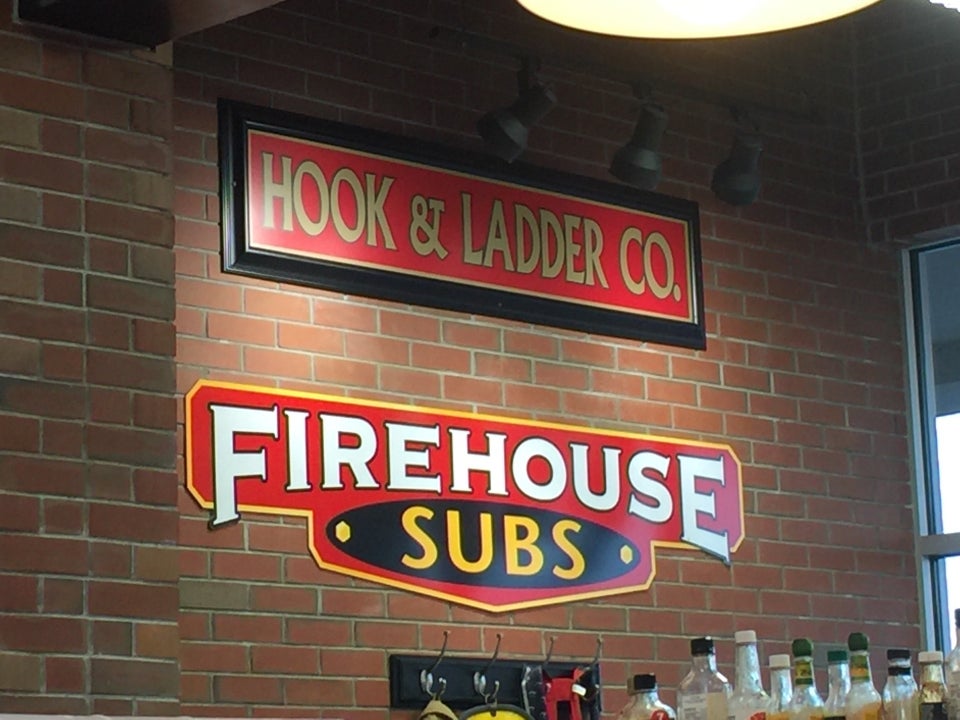 HOOK & LADDER CO.
FIREHOUSE
SUBS